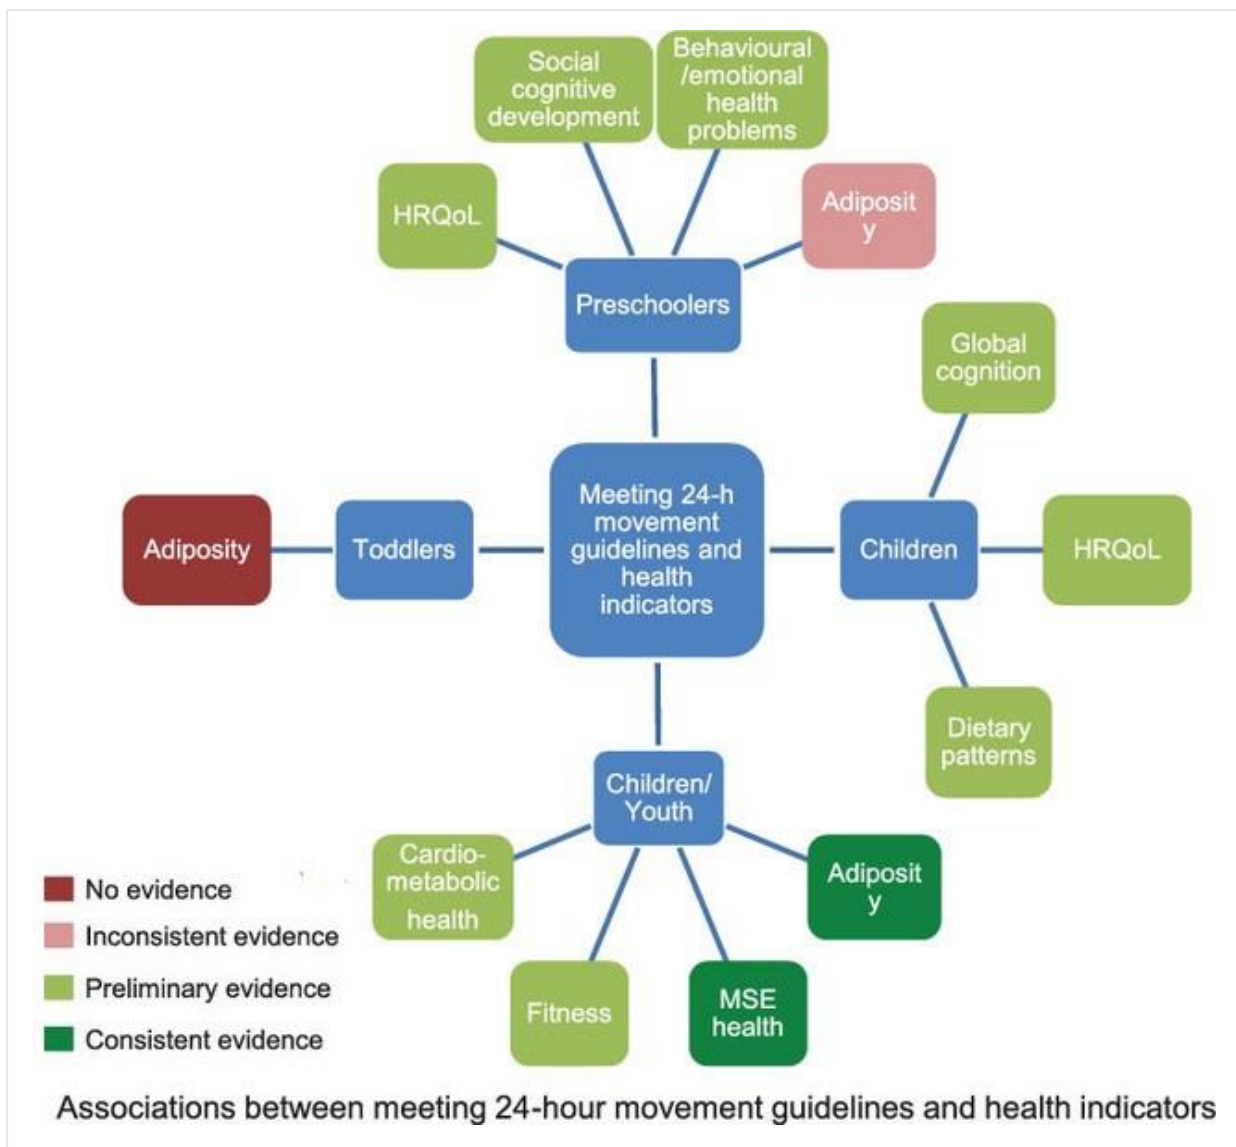 Social
cognitive
development
Behavioural
/emotional
health
problems
HRQoL
Adiposit
y
Preschoolers
Global
cognition
Adiposity
Toddlers
Meeting 24-h
movement
guidelines and
health
indicators
Children
HRQoL
Dietary
patterns
Children/
Youth
Cardio-
metabolic
health
Adiposit
y
Fitness
MSE
health
No evidence
Inconsistent evidence
Preliminary evidence
Consistent evidence
Associations between meeting 24-hour movement guidelines and health indicators